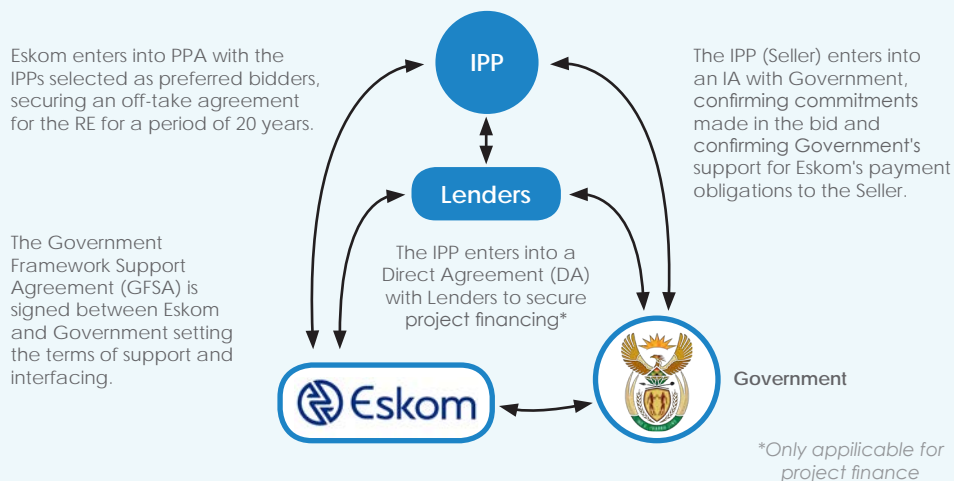 IPP
Eskom enters into PPA with the
IPPs selected as preferred bidders,
securing an off-take agreement
for the RE for a period of 20 years.
The IPP (Seller) enters into
an IA with Government,
confirming commitments
made in the bid and
confirming Government's
support for Eskom's payment
obligations to the Seller.
Lenders
The Government
Framework Support
Agreement (GFSA) is
signed between Eskom
and Government setting
the terms of support and
interfacing.
The IPP enters into a
Direct Agreement (DA)
with Lenders to secure
project financing*
Eskom
Government
*Only appilicable for
project finance